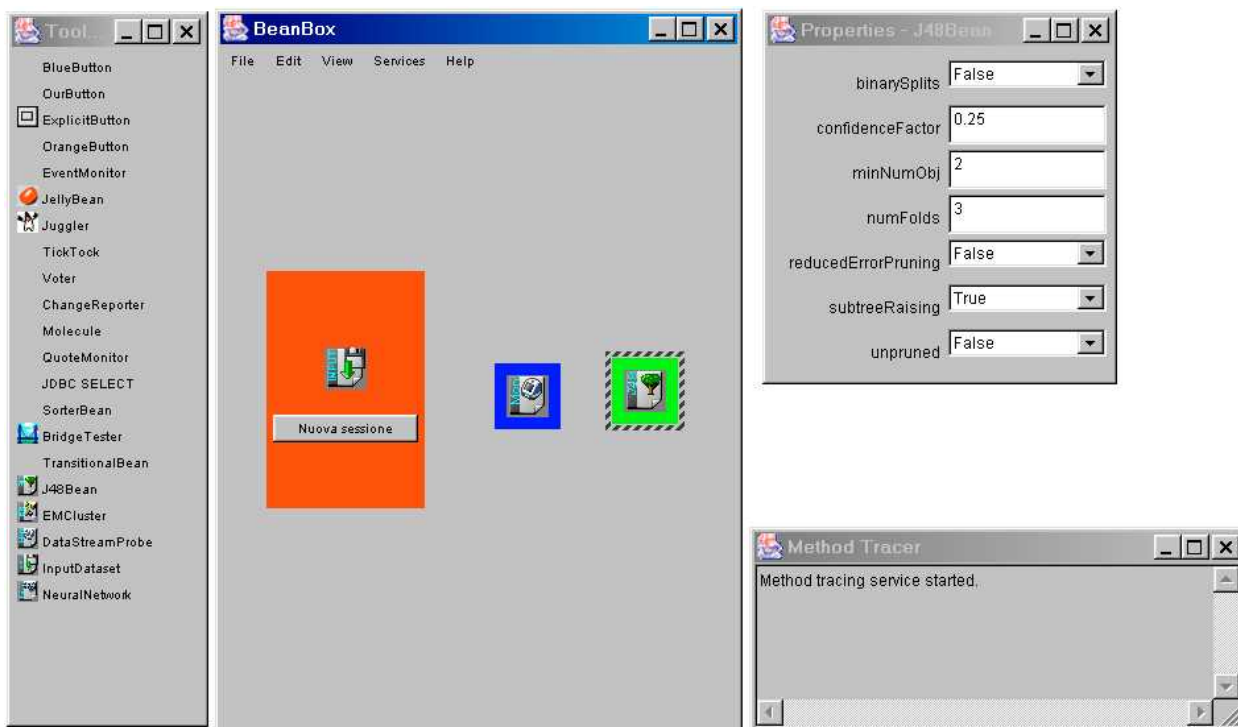 Tool...
BlueButton
OurButton
ExplicitButton
OrangeButton
EventMonitor
JellyBean
Juggler
TickTock
Voter
ChangeReporter
Molecule
QuoteMonitor
JDBC SELECT
SorterBean
BridgeTester
TransitionalBean
J48Bean
EMCluster
DataStreamProbe
InputDataset
NeuralNetwork
BeanBox
File Edit View Services Help
INPUT
Nuova sessione
J48
Properties - J48Bean
binarySplits False
confidenceFactor 0.25
minNumObj 2
numFolds 3
reducedErrorPruning False
subtreeRaising True
unpruned False
Method Tracer
Method tracing service started.